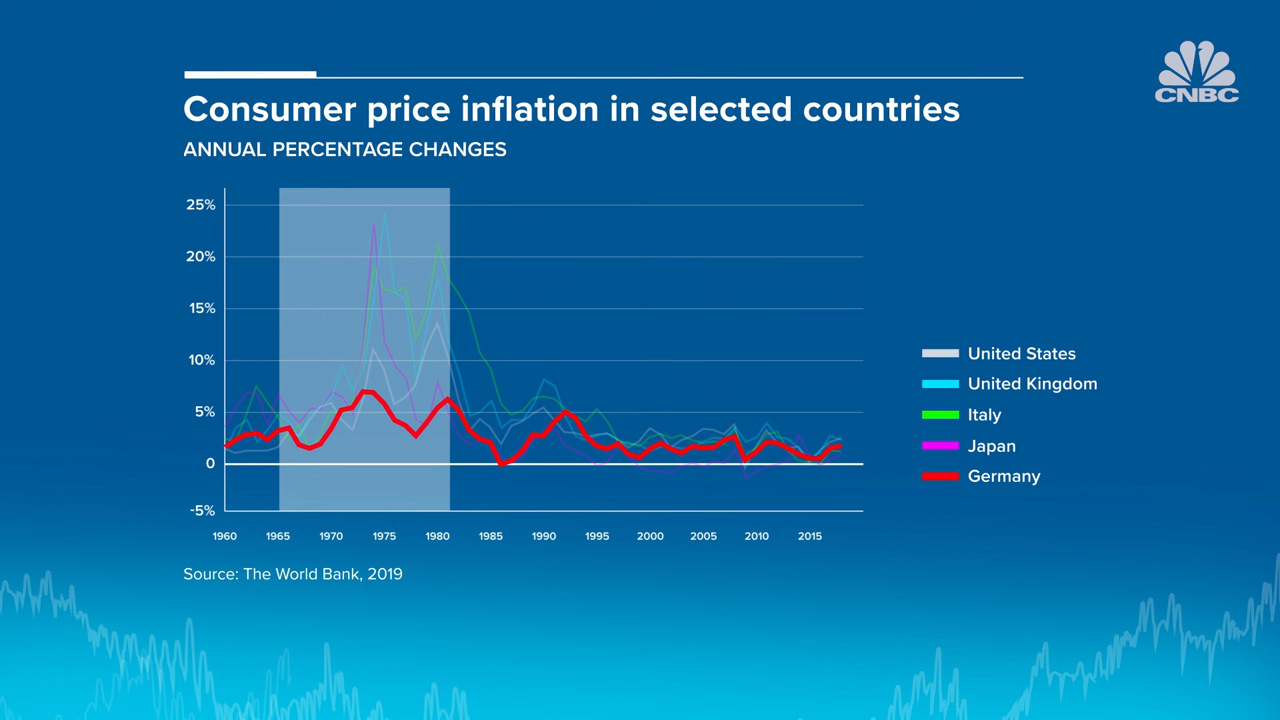 CNBC
Consumer price inflation in selected countries
ANNUAL PERCENTAGE CHANGES
25%
20%
15%
10%
5%
0
-5%
1960 1965 1970 1975 1980 1985 1990 1995 2000 2005 2010 2015
United States
United Kingdom
Italy
Japan
Germany
Source: The World Bank, 2019